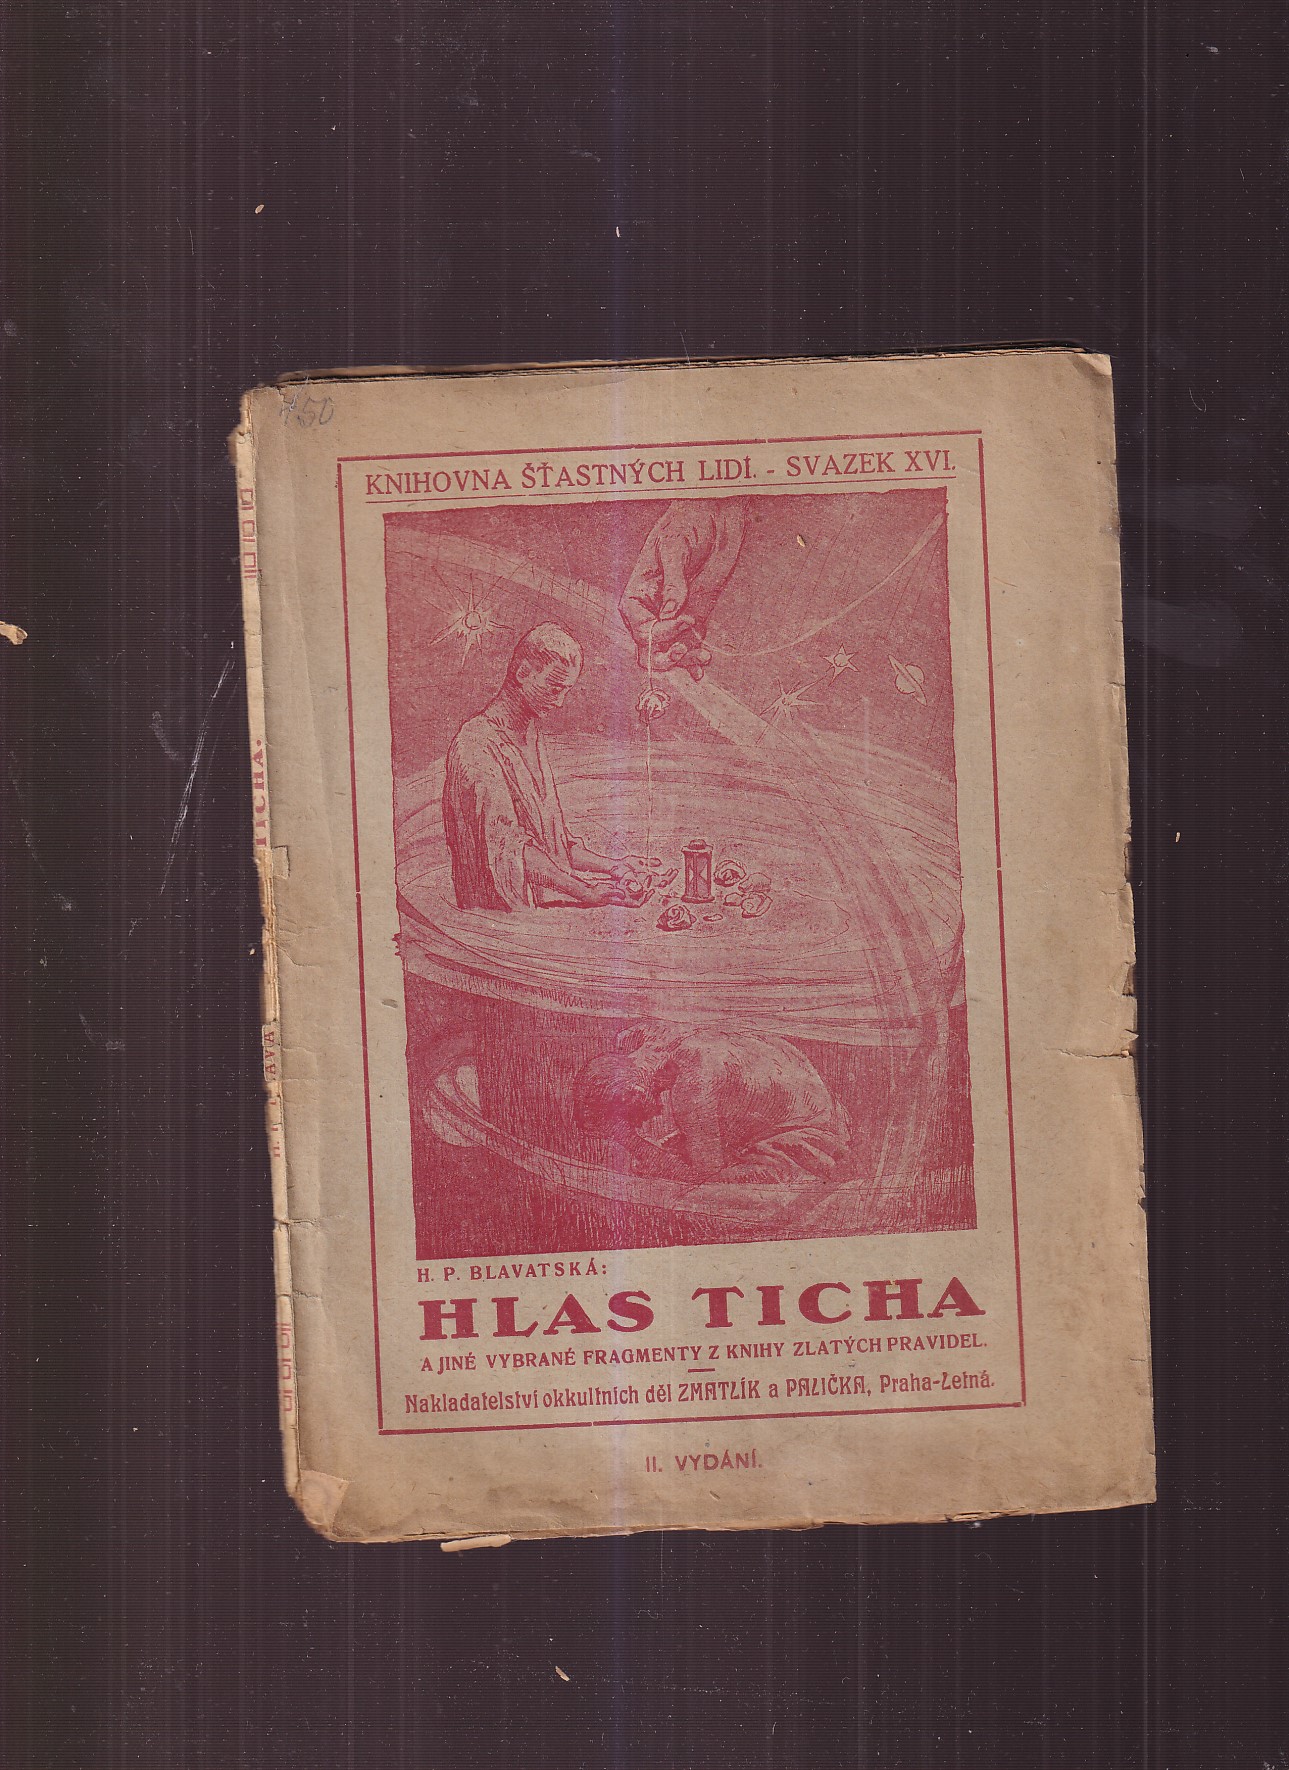 450
KNIHOVNA ŠŤASTNÝCH LIDÍ. - SVAZEK XVI.
H. P. BLAVATSKÁ:
HLAS TICHA
A JINÉ VYBRANÉ FRAGMENTY Z KNIHY ZLATÝCH PRAVIDEL.
Nakladatelství okkultních děl ZMATLÍK a PALIČKA, Praha-Letná.
II. VYDÁNÍ.
TICHA.